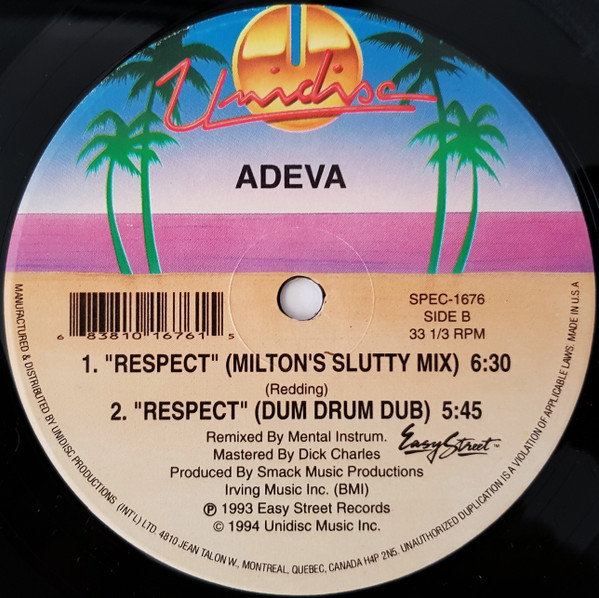 Unidisc
ADEVA
6 83810 16761 5
SPEC-1676
SIDE B
33 1/3 RPM
1. "RESPECT" (MILTON'S SLUTTY MIX) 6:30
(Redding)
2. "RESPECT" (DUM DRUM DUB) 5:45
Remixed By Mental Instrum.
Mastered By Dick Charles
Produced By Smack Music Productions
Irving Music Inc. (BMI)
℗ 1993 Easy Street Records
© 1994 Unidisc Music Inc.
Easy Street™
MANUFACTURED & DISTRIBUTED BY UNIDISC PRODUCTIONS (INT'L) LTD. 4810 JEAN TALON W., MONTREAL, QUEBEC, CANADA H4P 2N5. UNAUTHORIZED DUPLICATION IS A VIOLATION OF APPLICABLE LAWS. MADE IN U.S.A